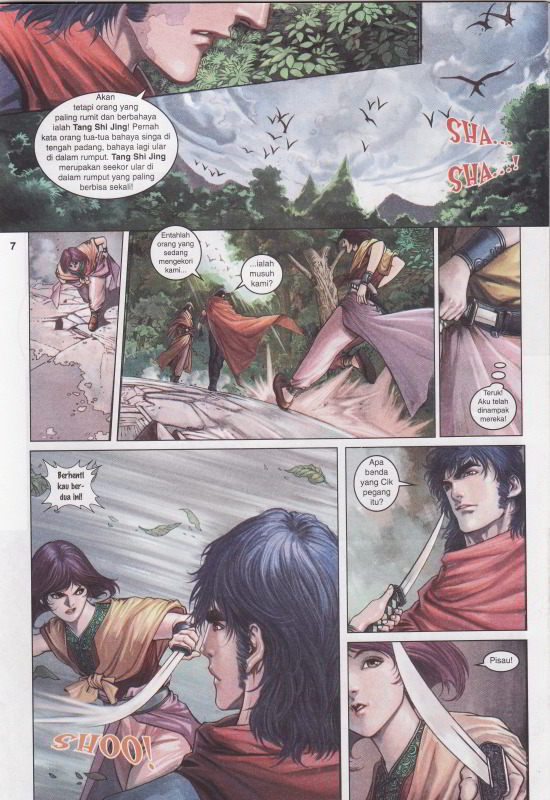 Akan
tetapi orang yang
paling rumit dan berbahaya
ialah Tang Shi Jing! Pernah
kata orang tua-tua bahaya singa di
tengah padang, bahaya lagi ular
di dalam rumput. Tang Shi Jing
merupakan seekor ular di
dalam rumput yang paling
berbisa sekali!
SHA...
SHA...!
7
Entahlah
orang yang
sedang
mengekori
kami...
...ialah
musuh
kami?
Teruk!
Aku telah
dinampak
mereka!
Berhenti
kau ber-
dua ini!
SHOO!
Apa
benda
yang Cik
pegang
itu?
Pisau!